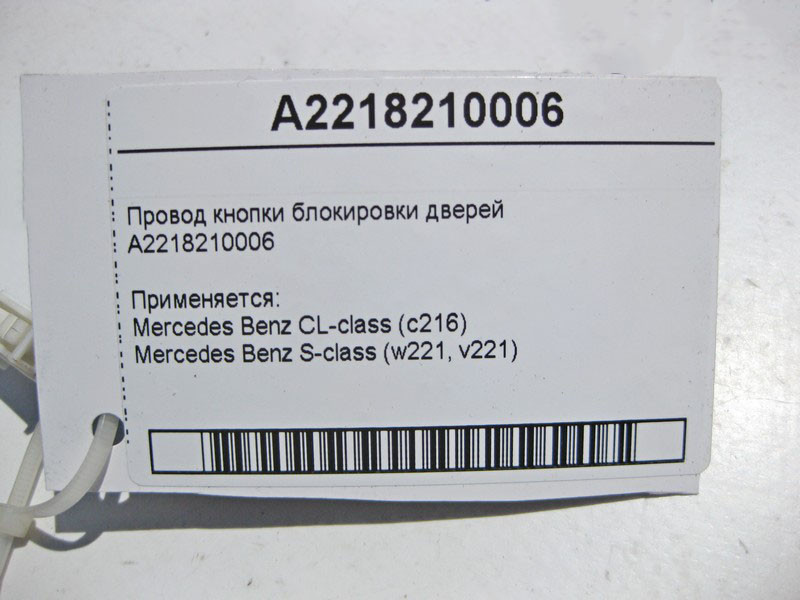 A2218210006
Провод кнопки блокировки дверей
A2218210006
Применяется:
Mercedes Benz CL-class (c216)
Mercedes Benz S-class (w221, v221)